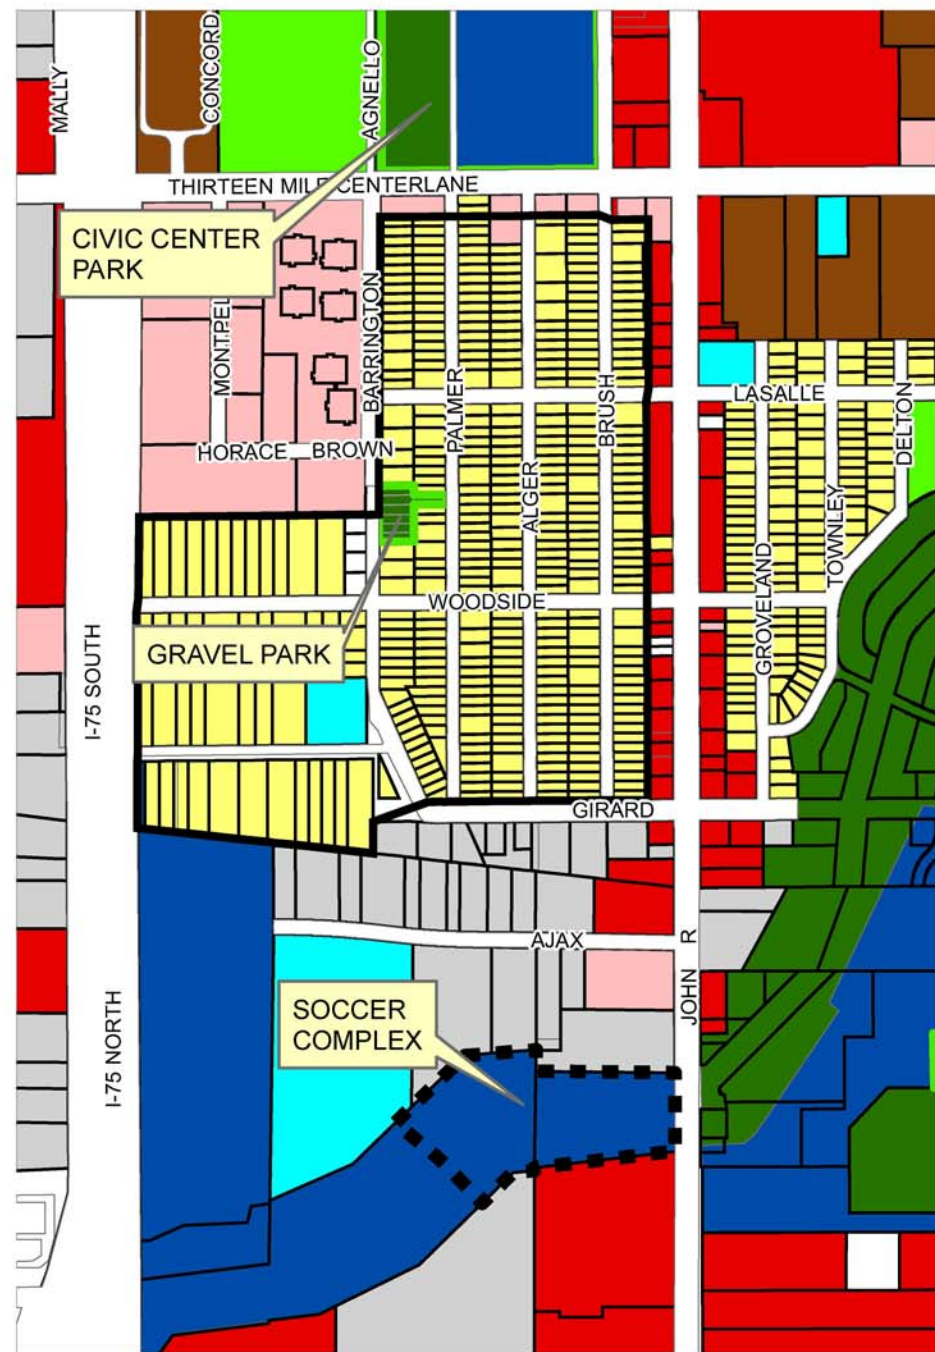 MALLY
CONCORD
AGNELLO
THIRTEEN MILE CENTERLANE
CIVIC CENTER
PARK
BARRINGTON
PALMER
BRUSH
LASALLE
DELTON
HORACE BROWN
ALGER
TOWNLEY
GROVELAND
WOODSIDE
GRAVEL PARK
I-75 SOUTH
GIRARD
AJAX
JOHN R
SOCCER
COMPLEX
I-75 NORTH